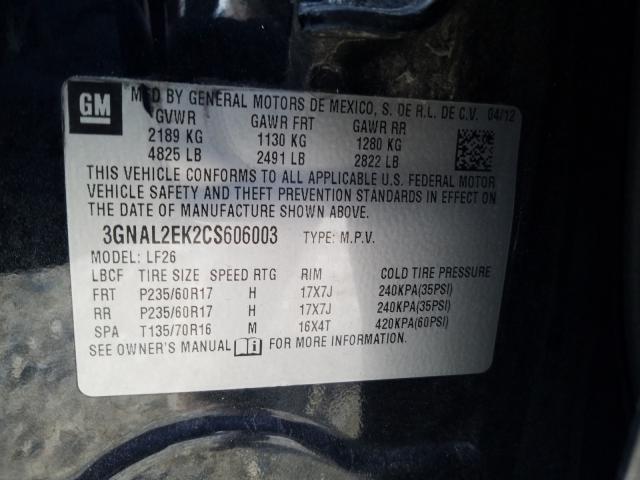 GM
MFD BY GENERAL MOTORS DE MEXICO, S. DE R.L. DE C.V. 04/12
GVWR GAWR FRT GAWR RR
2189 KG 1130 KG 1280 KG
4825 LB 2491 LB 2822 LB
THIS VEHICLE CONFORMS TO ALL APPLICABLE U.S. FEDERAL MOTOR
VEHICLE SAFETY AND THEFT PREVENTION STANDARDS IN EFFECT ON
THE DATE OF MANUFACTURE SHOWN ABOVE.
3GNAL2EK2CS606003 TYPE: M.P.V.
MODEL: LF26
LBCF TIRE SIZE SPEED RTG RIM COLD TIRE PRESSURE
FRT P235/60R17 H 17X7J 240KPA(35PSI)
RR P235/60R17 H 17X7J 240KPA(35PSI)
SPA T135/70R16 M 16X4T 420KPA(60PSI)
SEE OWNER'S MANUAL i FOR MORE INFORMATION.